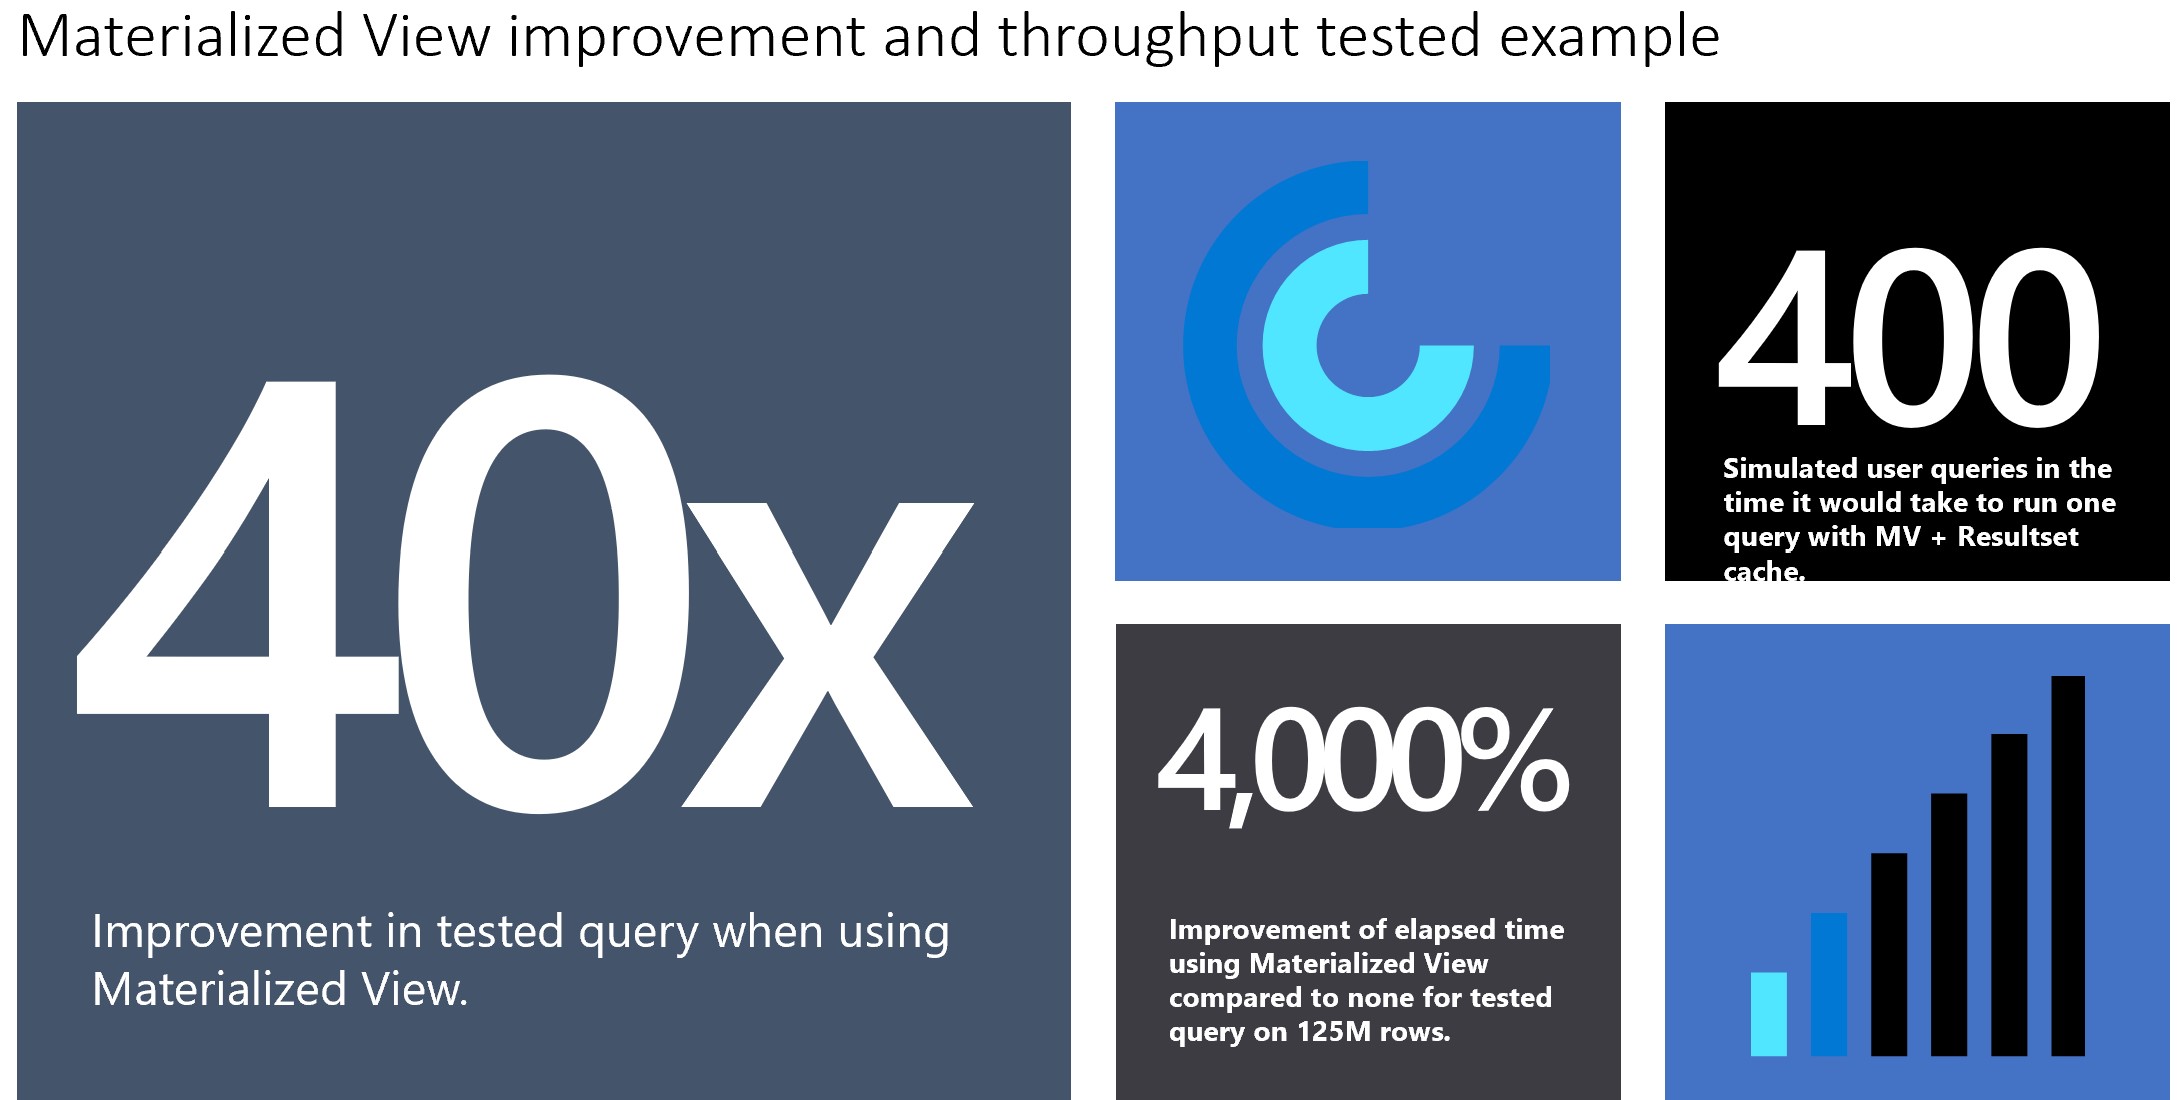 Materialized View improvement and throughput tested example
40x
Improvement in tested query when using
Materialized View.
400
Simulated user queries in the
time it would take to run one
query with MV + Resultset
cache.
4,000%
Improvement of elapsed time
using Materialized View
compared to none for tested
query on 125M rows.